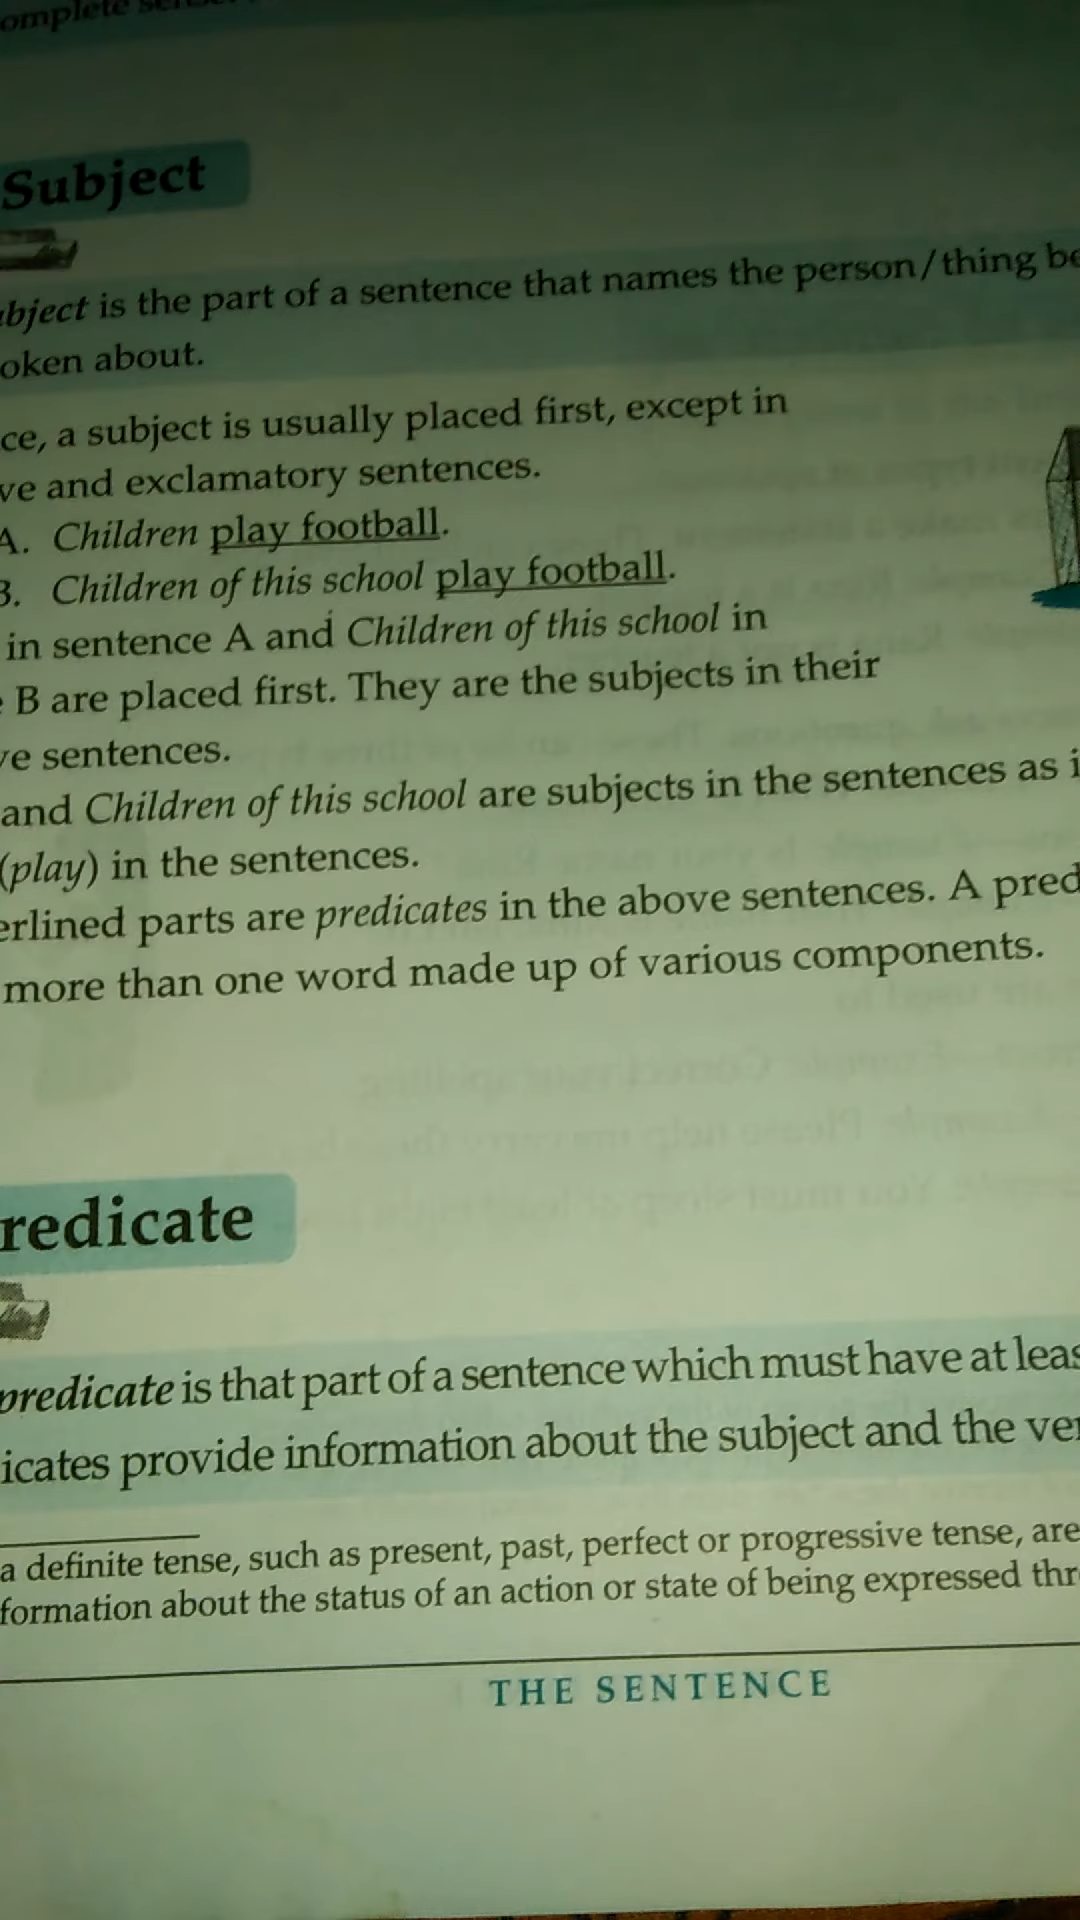 omplete
Subject
bject is the part of a sentence that names the person/thing be
oken about.
ce, a subject is usually placed first, except in
ve and exclamatory sentences.
A. Children play football.
B. Children of this school play football.
in sentence A and Children of this school in
B are placed first. They are the subjects in their
ve sentences.
and Children of this school are subjects in the sentences as i
(play) in the sentences.
erlined parts are predicates in the above sentences. A pred
more than one word made up of various components.
redicate
predicate is that part of a sentence which must have at leas
icates provide information about the subject and the ver
a definite tense, such as present, past, perfect or progressive tense, are
formation about the status of an action or state of being expressed thr
THE SENTENCE